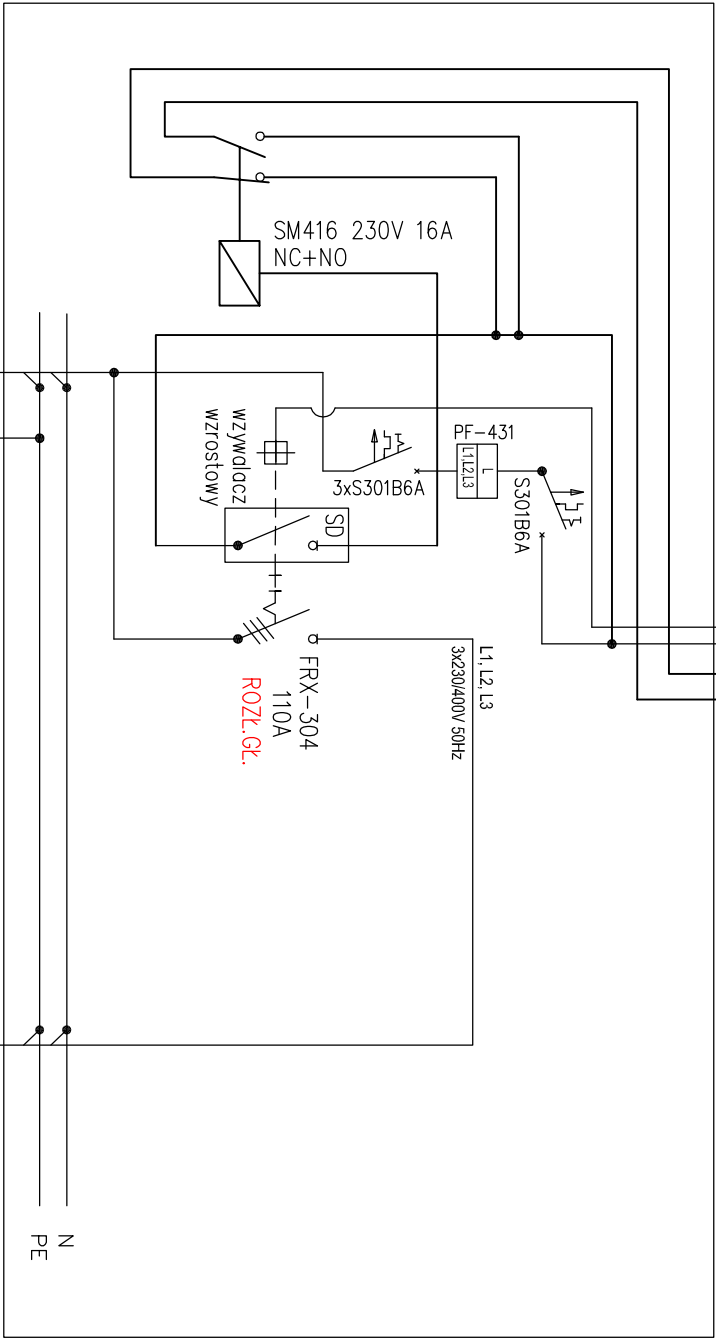 SM416 230V 16A
NC+NO
PF-431
L
L1,L2,L3
3xS301B6A
S301B6A
wzywalacz
wzrostowy
SD
FRX-304
110A
ROZŁ.GŁ.
L1, L2, L3
3x230/400V 50Hz
N
PE